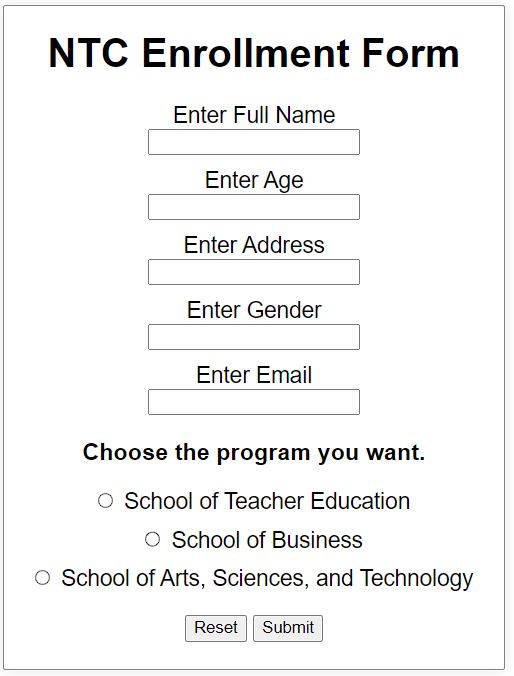 NTC Enrollment Form
Enter Full Name
Enter Age
Enter Address
Enter Gender
Enter Email
Choose the program you want.
School of Teacher Education
School of Business
School of Arts, Sciences, and Technology
Reset Submit